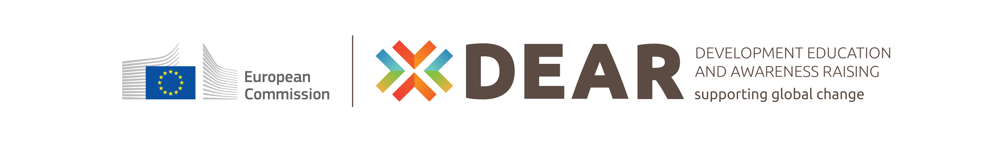 European
Commission
DEAR
DEVELOPMENT EDUCATION
AND AWARENESS RAISING
supporting global change